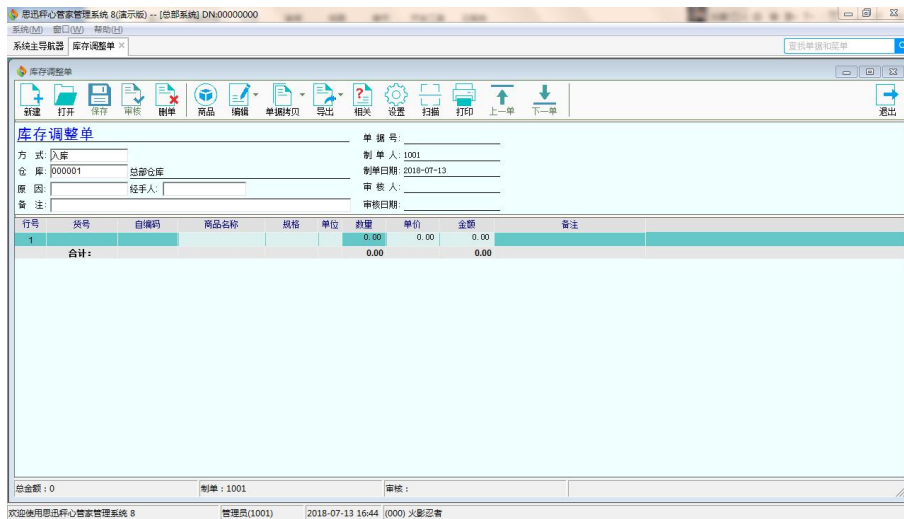 思迅秤心管家管理系统 8(演示版) -- [总部系统] DN:00000000
系统(M) 窗口(W) 帮助(H)
系统主导航器 库存调整单 × 查找单据和菜单
库存调整单
新建 打开 保存 审核 删单 商品 编辑 单据拷贝 导出 相关 设置 扫描 打印 上一单 下一单 退出
库存调整单 单 据 号:
方 式: 入库 制 单 人: 1001
仓 库: 000001 总部仓库 制单日期: 2018-07-13
原 因: 经手人: 审 核 人:
备 注: 审核日期:
行号 货号 自编码 商品名称 规格 单位 数量 单价 金额 备注
1 0.00 0.00 0.00
合计: 0.00 0.00
总金额：0 制单：1001 审核：
欢迎使用思迅秤心管家管理系统 8 管理员(1001) 2018-07-13 16:44 (000) 火影忍者